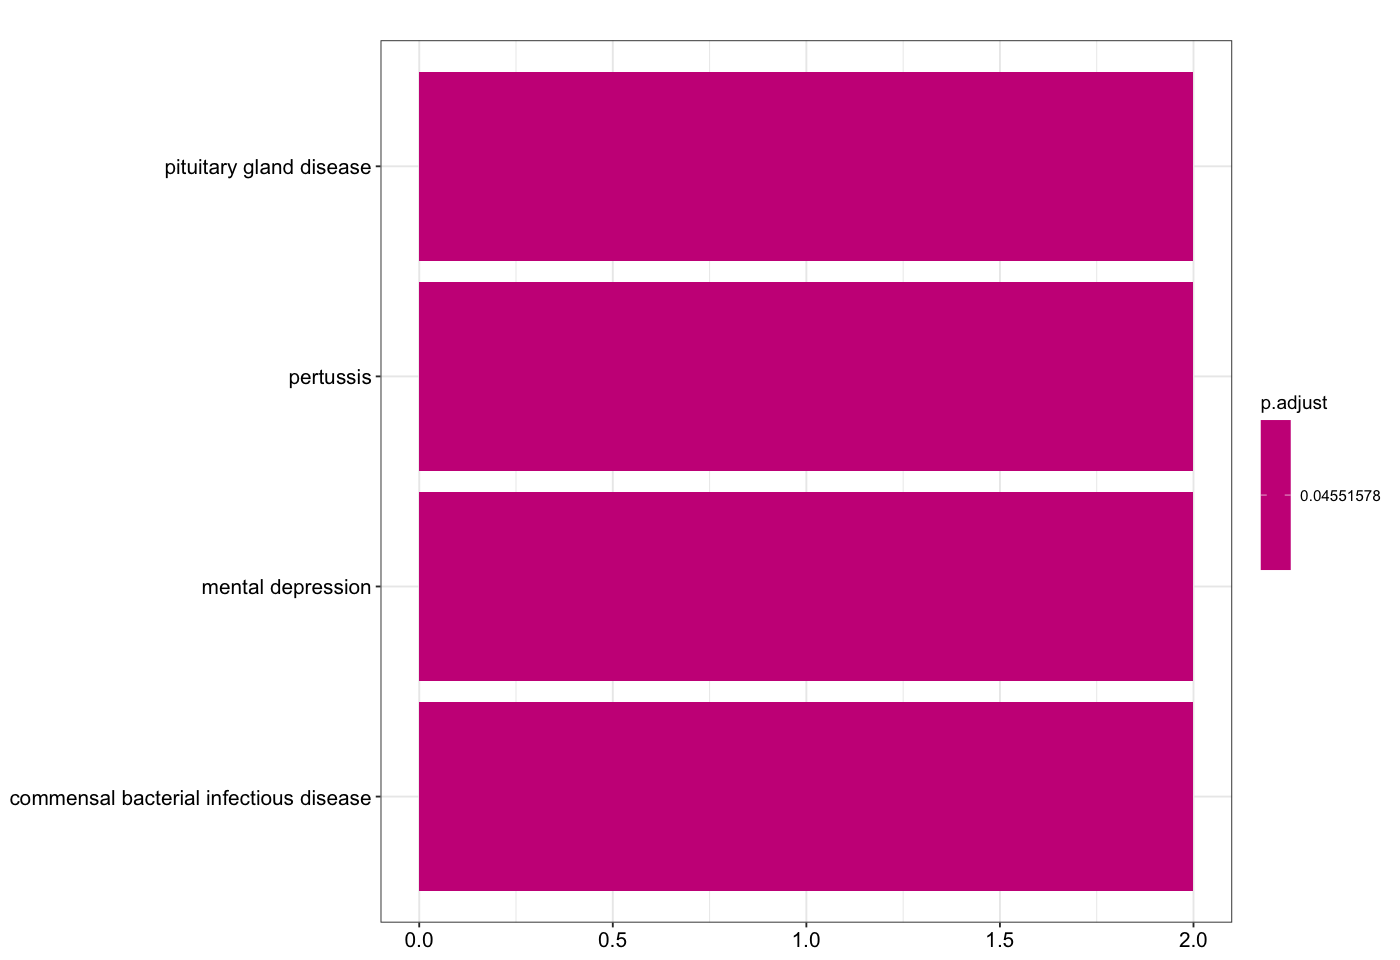 pituitary gland disease
pertussis
mental depression
commensal bacterial infectious disease
0.0 0.5 1.0 1.5 2.0
p.adjust
0.04551578